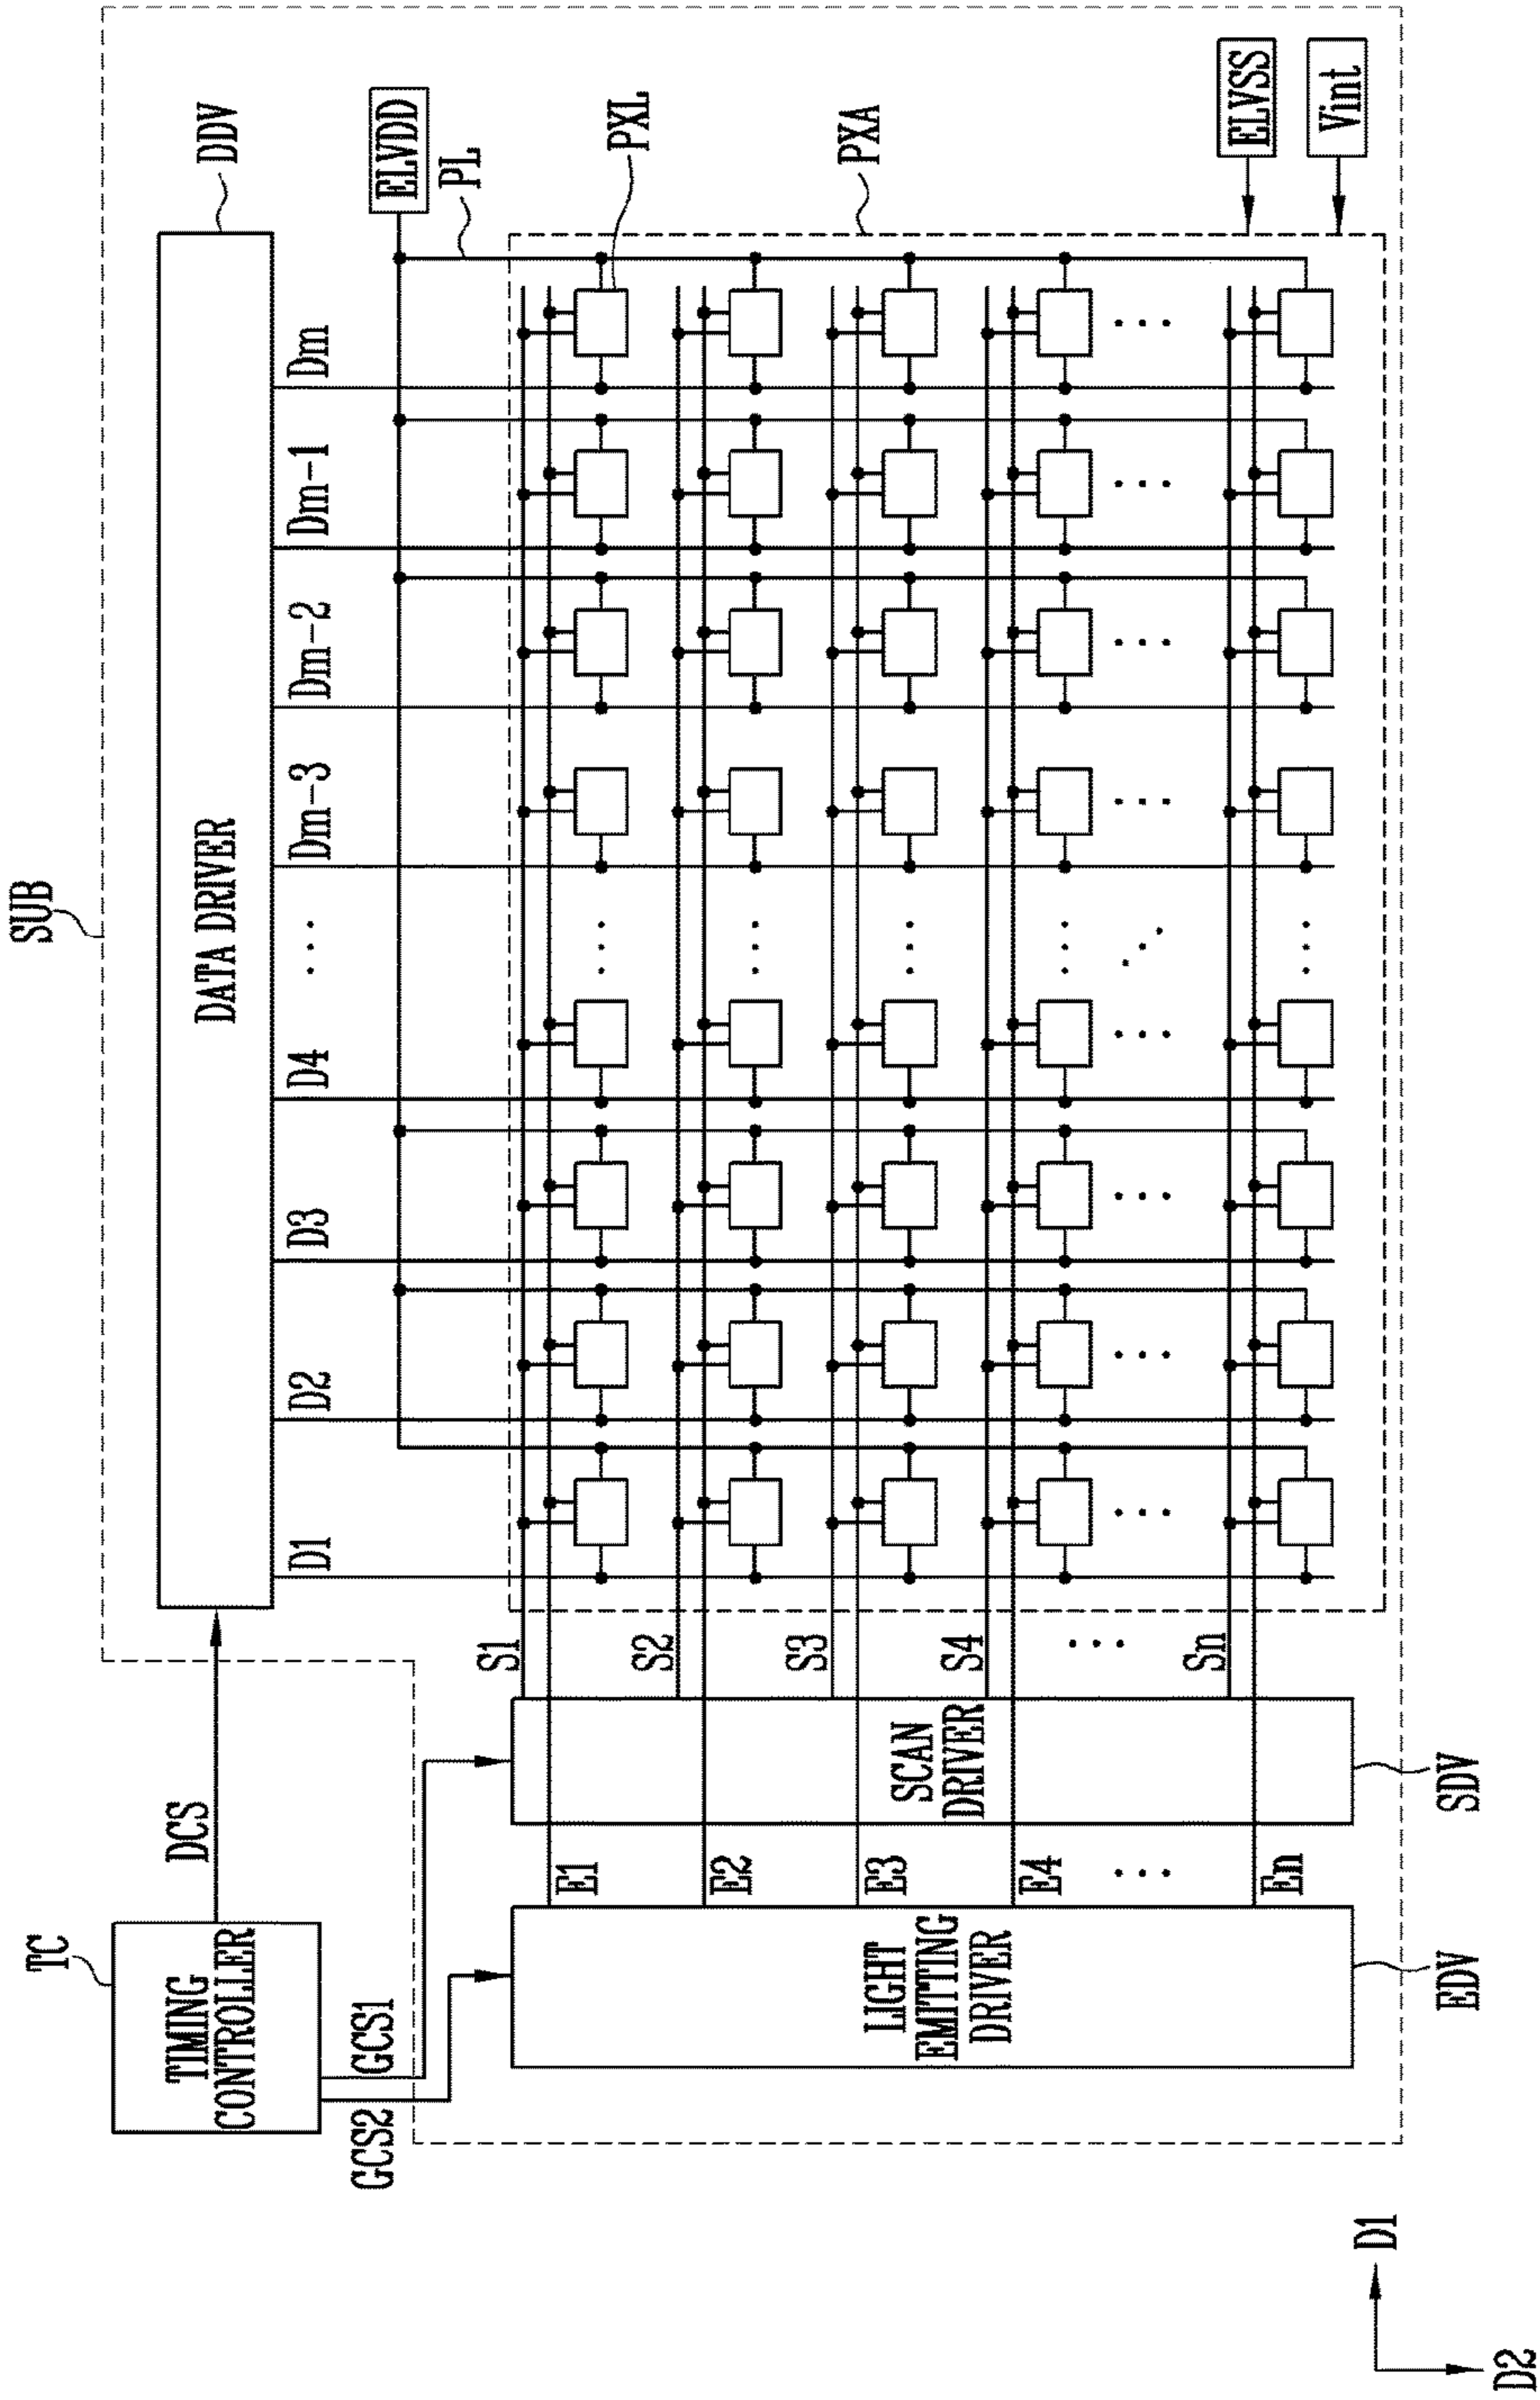 SUB
TC
TIMING
CONTROLLER
DCS
DATA DRIVER
DDV
GCS1
GCS2
D1
D2
D3
D4
...
Dm-3
Dm-2
Dm-1
Dm
ELVDD
PL
PXL
PXA
ELVSS
Vint
S1
S2
S3
S4
...
Sn
SCAN
DRIVER
SDV
E1
E2
E3
E4
...
En
LIGHT
EMITTING
DRIVER
EDV
D1
D2